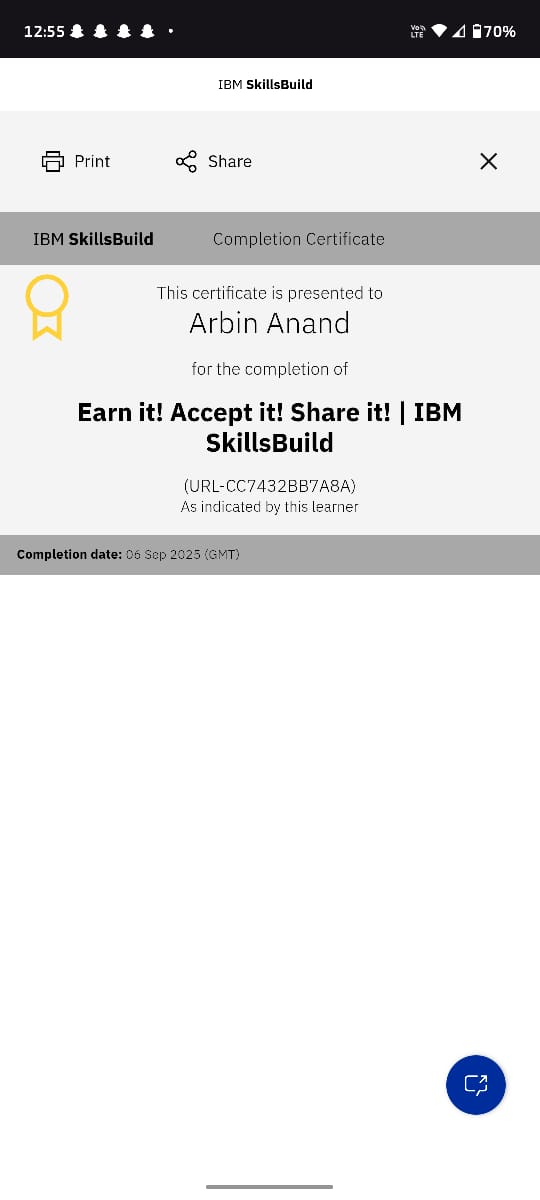 12:55
Vo))
LTE
70%
IBM SkillsBuild
Print
Share
IBM SkillsBuild
Completion Certificate
This certificate is presented to
Arbin Anand
for the completion of
Earn it! Accept it! Share it! | IBM
SkillsBuild
(URL-CC7432BB7A8A)
As indicated by this learner
Completion date: 06 Sep 2025 (GMT)